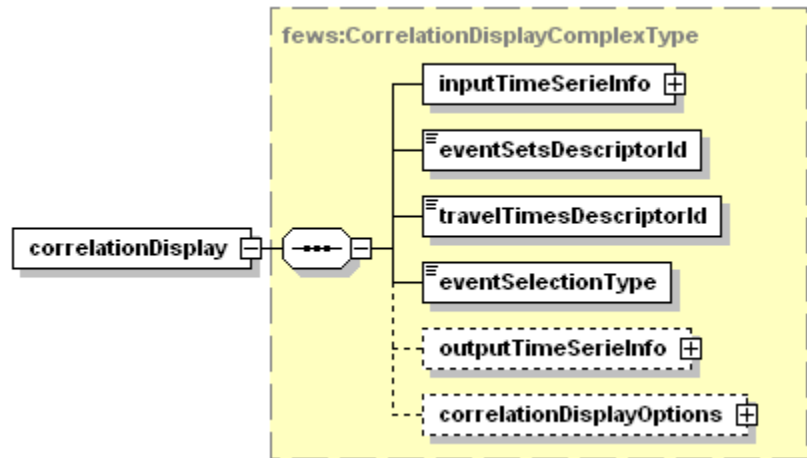 fews:CorrelationDisplayComplexType
inputTimeSerieInfo
eventSetsDescriptorId
travelTimesDescriptorId
correlationDisplay
eventSelectionType
outputTimeSerieInfo
correlationDisplayOptions